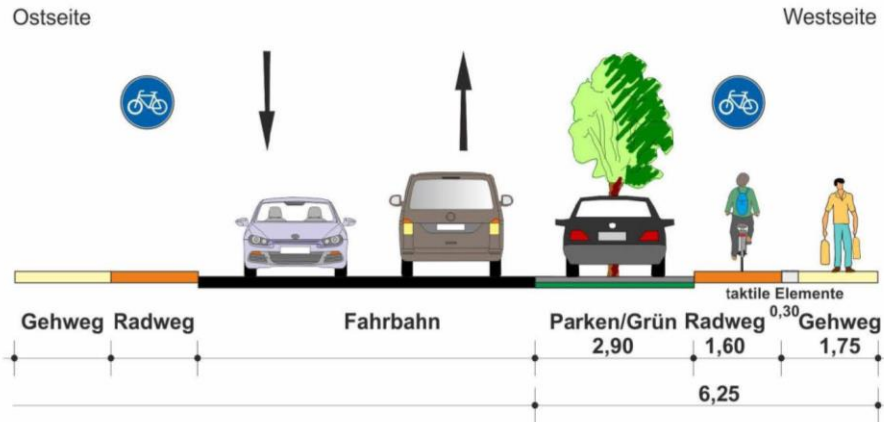 Ostseite
Westseite
taktile Elemente
Gehweg Radweg Fahrbahn Parken/Grün Radweg 0,30 Gehweg
2,90 1,60 1,75
6,25